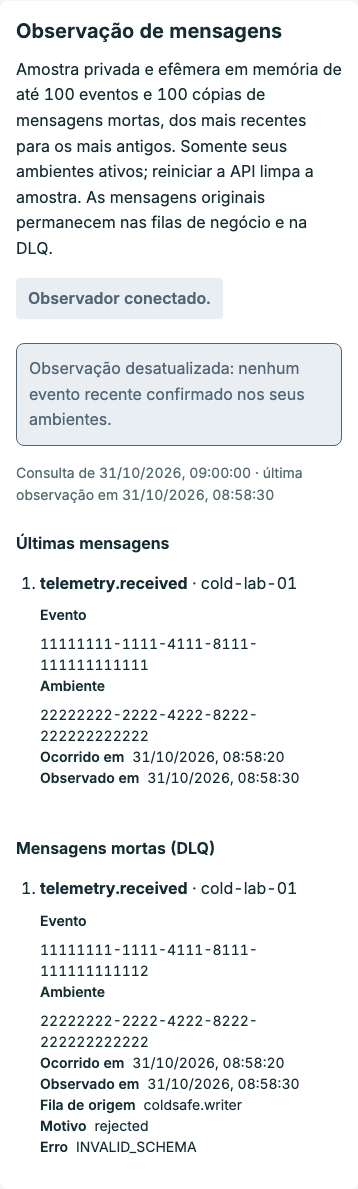 Observação de mensagens
Amostra privada e efêmera em memória de
até 100 eventos e 100 cópias de
mensagens mortas, dos mais recentes
para os mais antigos. Somente seus
ambientes ativos; reiniciar a API limpa a
amostra. As mensagens originais
permanecem nas filas de negócio e na
DLQ.
Observador conectado.
Observação desatualizada: nenhum
evento recente confirmado nos seus
ambientes.
Consulta de 31/10/2026, 09:00:00 · última
observação em 31/10/2026, 08:58:30
Últimas mensagens
1. telemetry.received · cold-lab-01
Evento
11111111-1111-4111-8111-
111111111111
Ambiente
22222222-2222-4222-8222-
222222222222
Ocorrido em 31/10/2026, 08:58:20
Observado em 31/10/2026, 08:58:30
Mensagens mortas (DLQ)
1. telemetry.received · cold-lab-01
Evento
11111111-1111-4111-8111-
111111111112
Ambiente
22222222-2222-4222-8222-
222222222222
Ocorrido em 31/10/2026, 08:58:20
Observado em 31/10/2026, 08:58:30
Fila de origem coldsafe.writer
Motivo rejected
Erro INVALID_SCHEMA